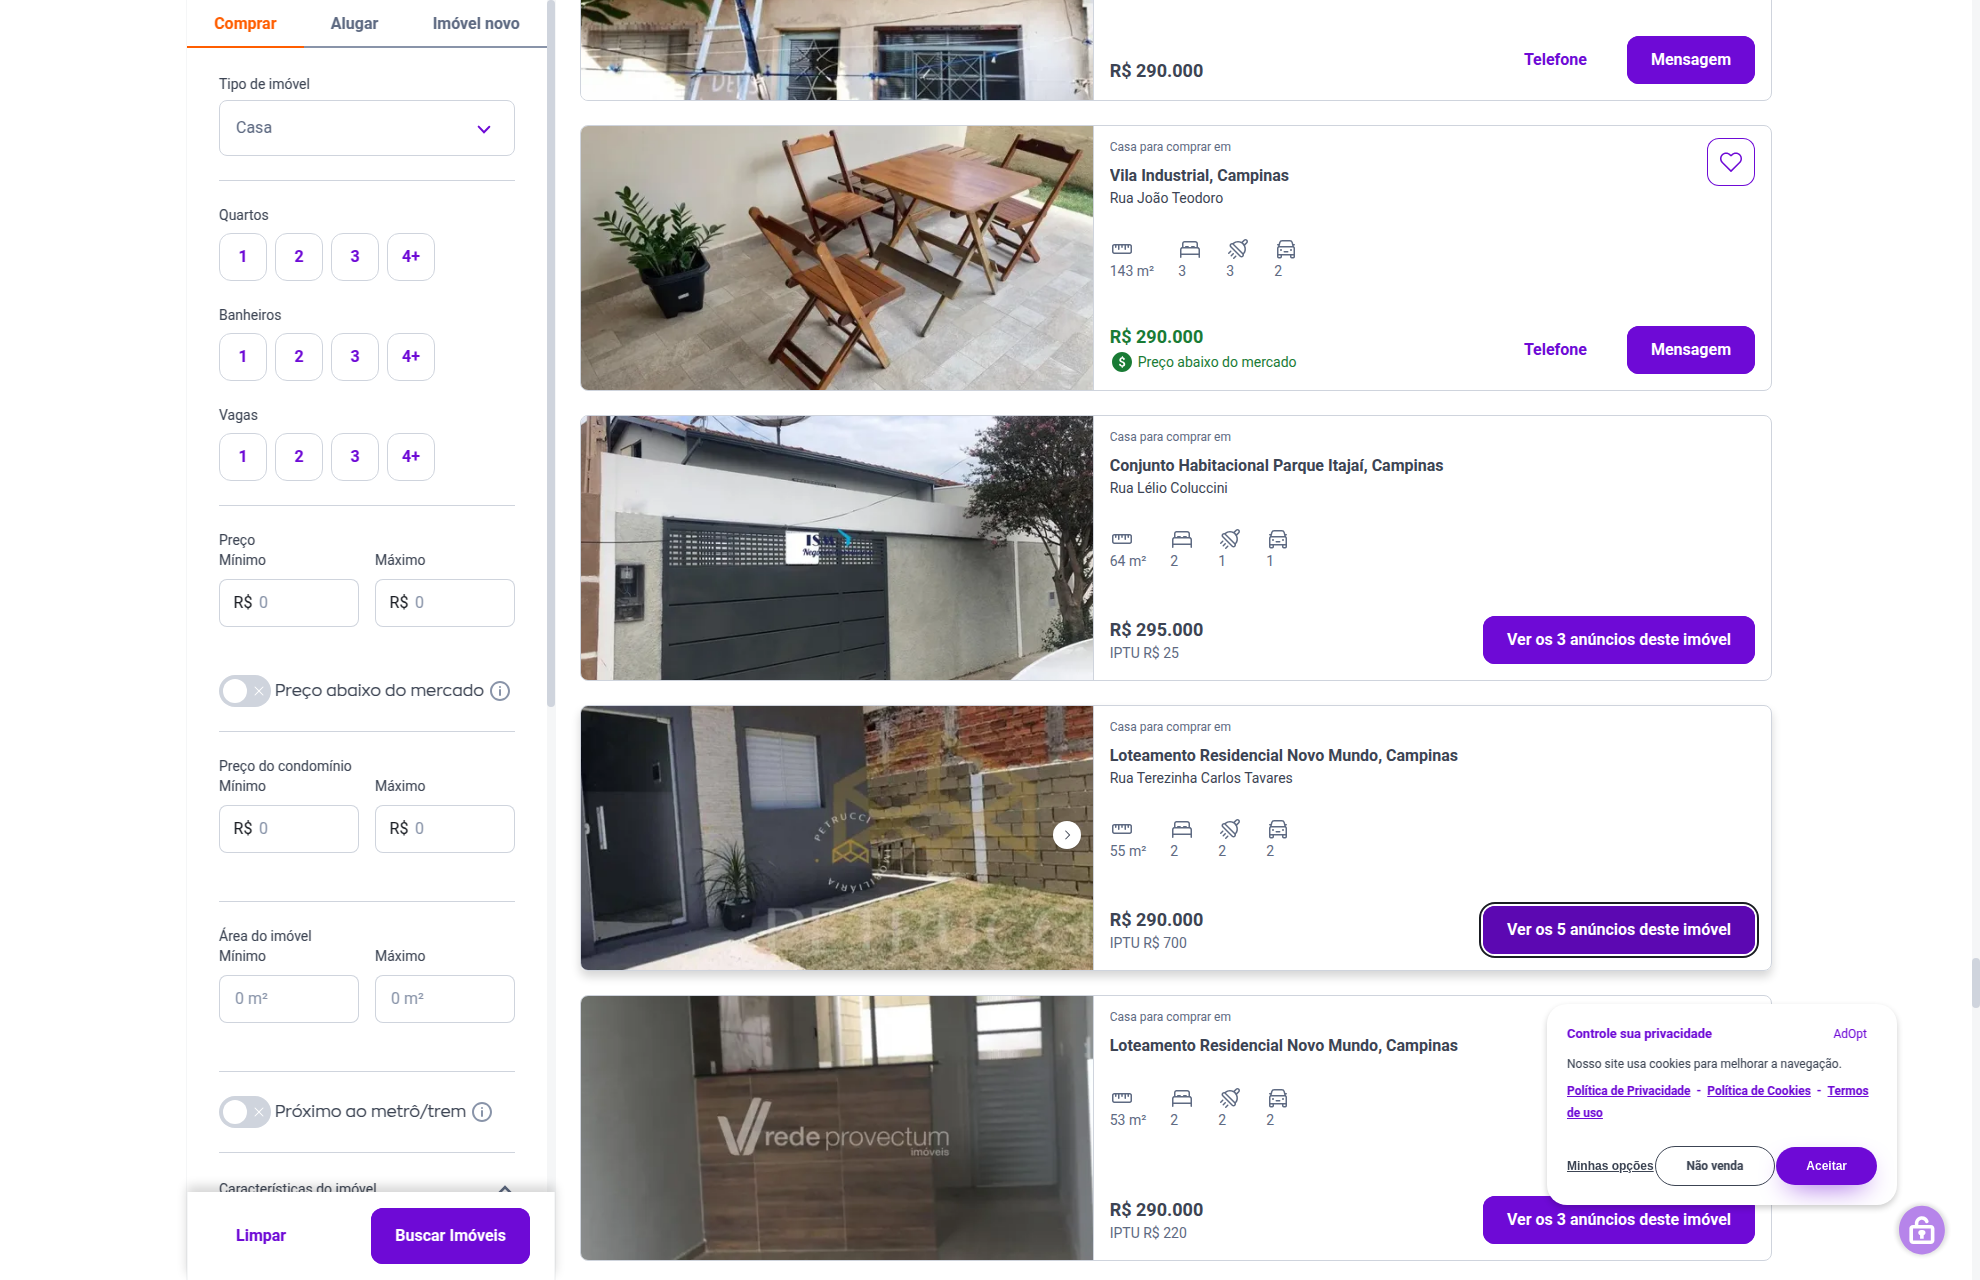 Comprar Alugar Imóvel novo
Tipo de imóvel
Casa
Quartos
1 2 3 4+
Banheiros
1 2 3 4+
Vagas
1 2 3 4+
Preço
Mínimo Máximo
R$ 0 R$ 0
Preço abaixo do mercado
Preço do condomínio
Mínimo Máximo
R$ 0 R$ 0
Área do imóvel
Mínimo Máximo
0 m² 0 m²
Próximo ao metrô/trem
Características do imóvel
Limpar Buscar Imóveis
R$ 290.000
Telefone Mensagem
Casa para comprar em
Vila Industrial, Campinas
Rua João Teodoro
143 m² 3 3 2
R$ 290.000
$ Preço abaixo do mercado
Telefone Mensagem
Casa para comprar em
Conjunto Habitacional Parque Itajaí, Campinas
Rua Lélio Coluccini
64 m² 2 1 1
R$ 295.000
IPTU R$ 25
Ver os 3 anúncios deste imóvel
PETRUCCI
IMOBILIÁRIA
Casa para comprar em
Loteamento Residencial Novo Mundo, Campinas
Rua Terezinha Carlos Tavares
55 m² 2 2 2
R$ 290.000
IPTU R$ 700
Ver os 5 anúncios deste imóvel
rede provectum
imóveis
Casa para comprar em
Loteamento Residencial Novo Mundo, Campinas
53 m² 2 2 2
R$ 290.000
IPTU R$ 220
Ver os 3 anúncios deste imóvel
Controle sua privacidade AdOpt
Nosso site usa cookies para melhorar a navegação.
Política de Privacidade - Política de Cookies - Termos
de uso
Minhas opções Não venda Aceitar